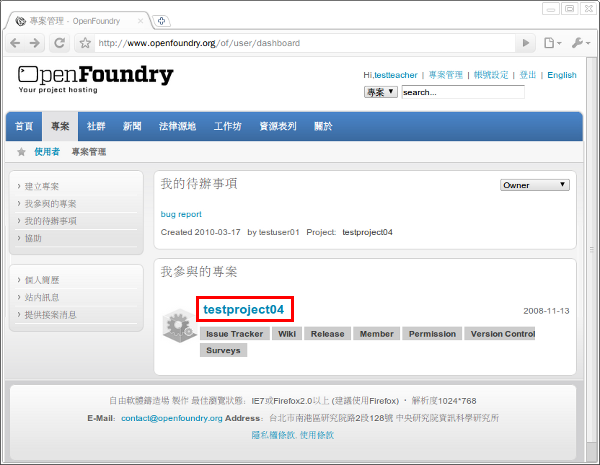 專案管理 - OpenFoundry
http://www.openfoundry.org/of/user/dashboard
OpenFoundry
Your project hosting
Hi,testteacher | 專案管理 | 帳號設定 | 登出 | English
專案 search...
首頁 專案 社群 新聞 法律源地 工作坊 資源表列 關於
使用者 專案管理
建立專案
我參與的專案
我的待辦事項
協助
個人簡歷
站內訊息
提供接案消息
我的待辦事項
Owner
bug report
Created 2010-03-17 by testuser01 Project: testproject04
我參與的專案
testproject04
2008-11-13
Issue Tracker Wiki Release Member Permission Version Control
Surveys
自由軟體鑄造場 製作 最佳瀏覽狀態: IE7或Firefox2.0以上 (建議使用Firefox) ・ 解析度1024*768
E-Mail: contact@openfoundry.org Address: 台北市南港區研究院路2段128號 中央研究院資訊科學研究所
隱私權條款, 使用條款